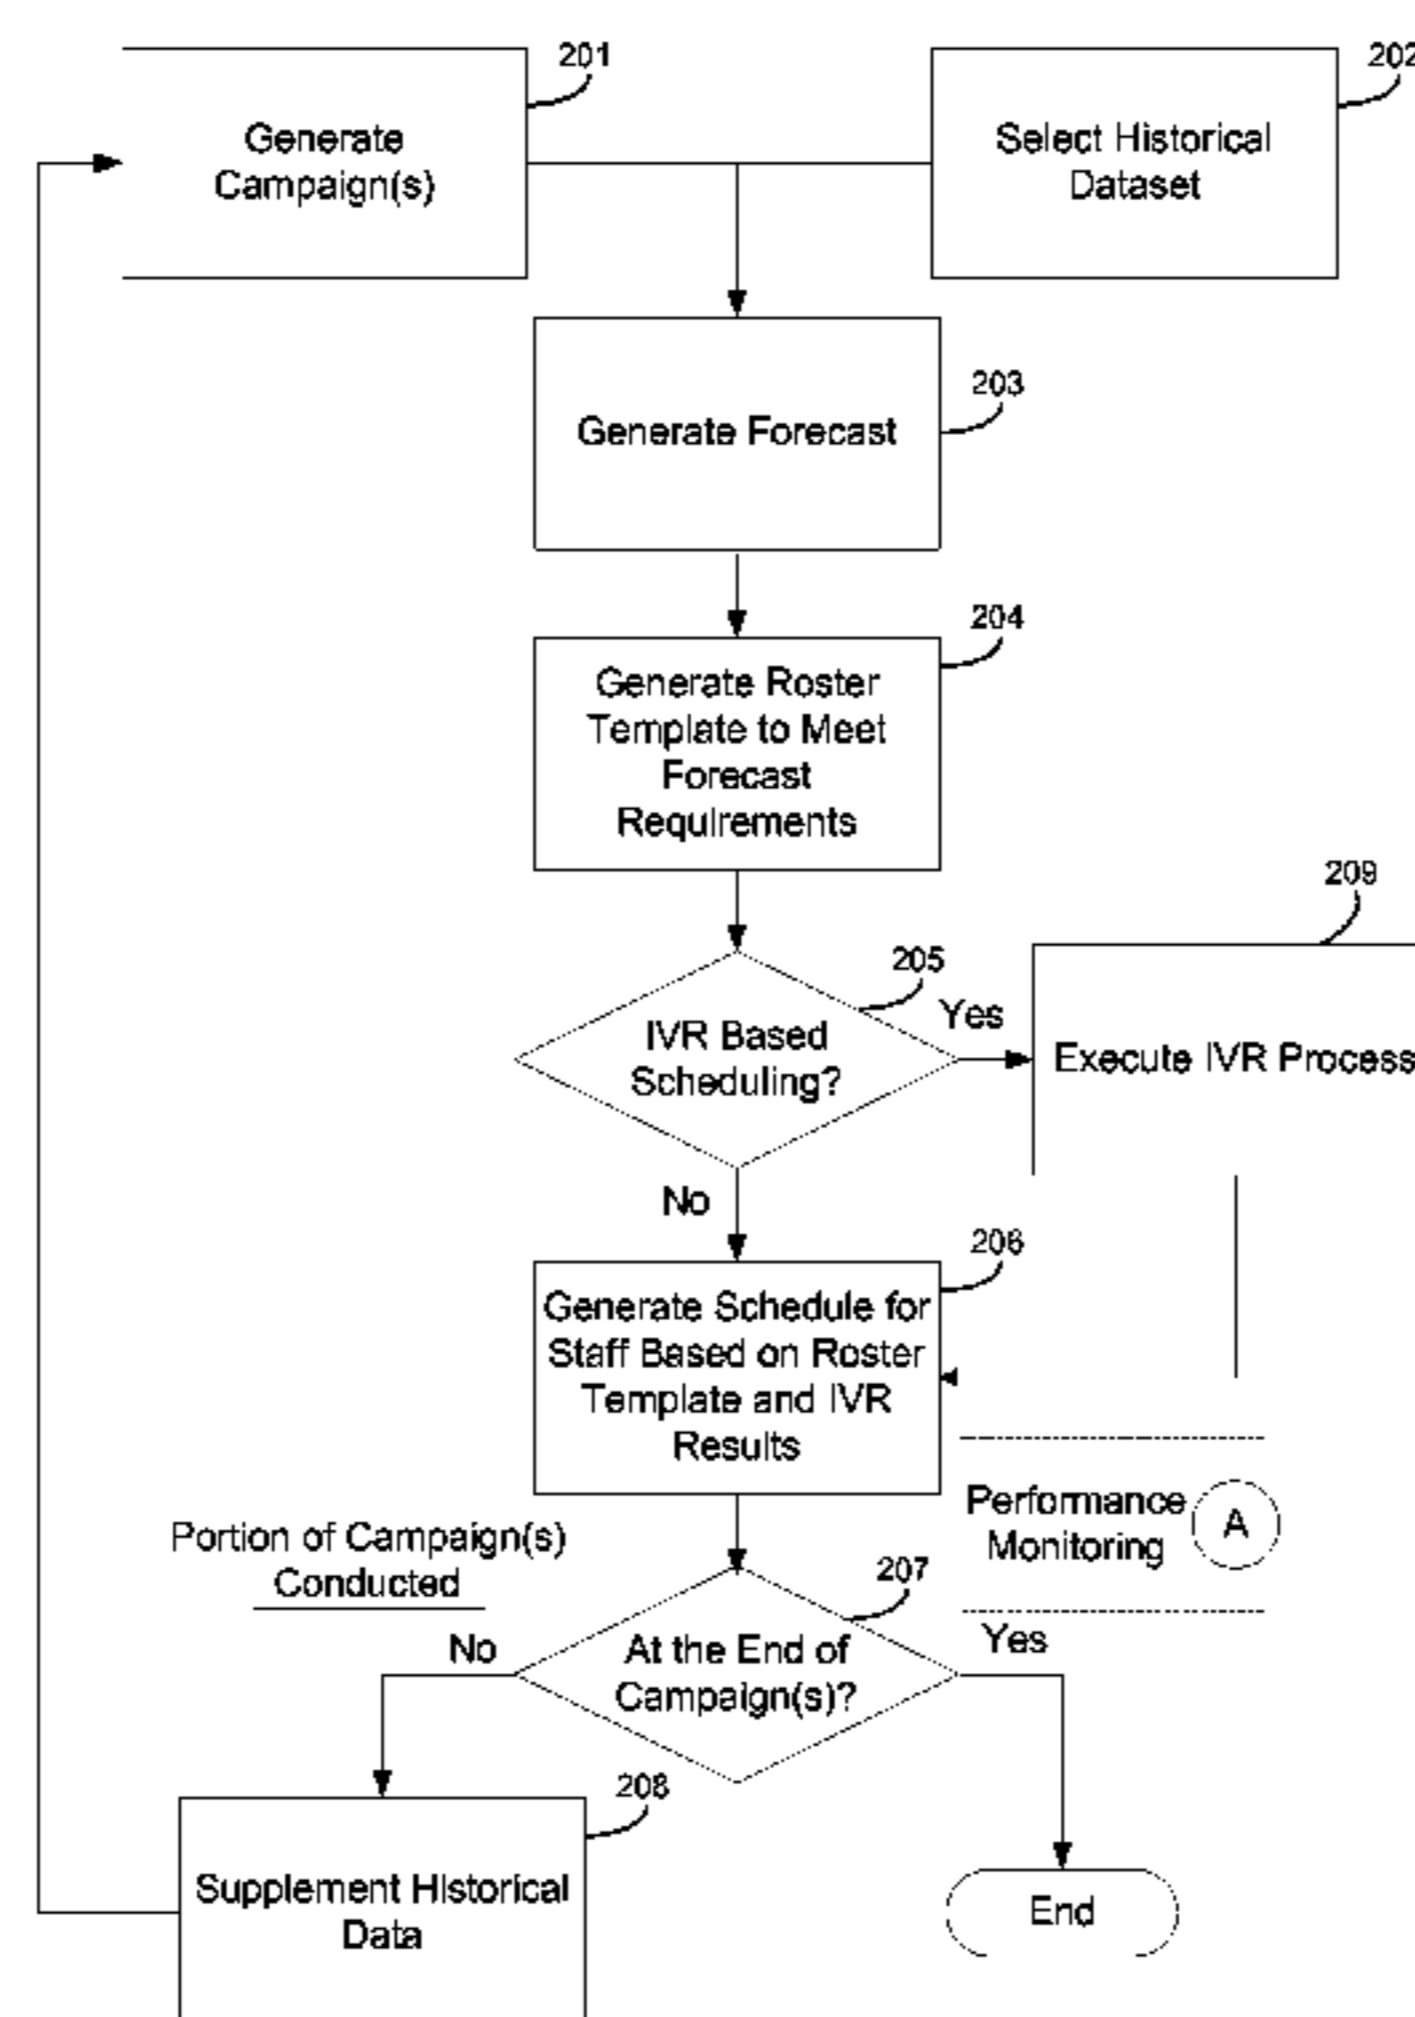 201
202
Generate
Campaign(s)
Select Historical
Dataset
203
Generate Forecast
204
Generate Roster
Template to Meet
Forecast
Requirements
209
205
Yes
IVR Based
Scheduling?
Execute IVR Process
No
206
Generate Schedule for
Staff Based on Roster
Template and IVR
Results
Performance
Monitoring
A
Portion of Campaign(s)
Conducted
207
No
Yes
At the End of
Campaign(s)?
208
Supplement Historical
Data
End